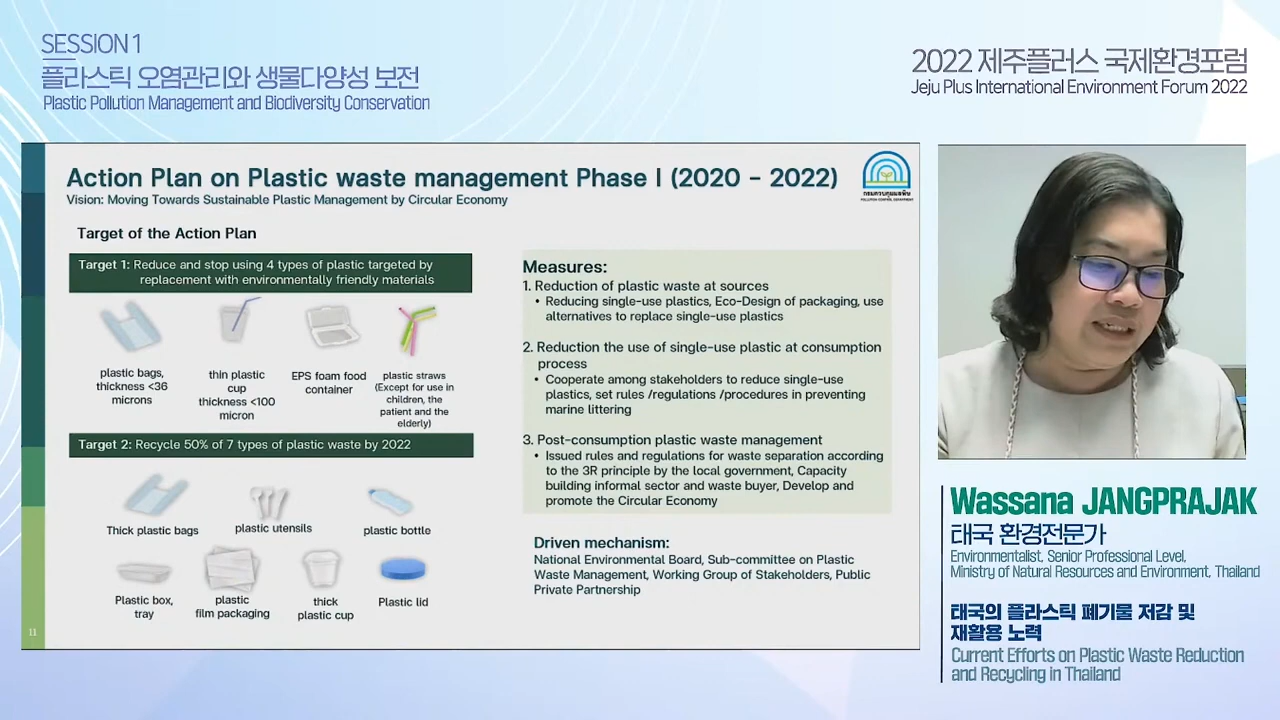 SESSION 1
플라스틱 오염관리와 생물다양성 보전
Plastic Pollution Management and Biodiversity Conservation
2022 제주플러스 국제환경포럼
Jeju Plus International Environment Forum 2022
Action Plan on Plastic waste management Phase I (2020 - 2022)
Vision: Moving Towards Sustainable Plastic Management by Circular Economy
กรมควบคุมมลพิษ
POLLUTION CONTROL DEPARTMENT
Target of the Action Plan
Target 1: Reduce and stop using 4 types of plastic targeted by
replacement with environmentally friendly materials
plastic bags,
thickness <36
microns
thin plastic
cup
thickness <100
micron
EPS foam food
container
plastic straws
(Except for use in
children, the
patient and the
elderly)
Target 2: Recycle 50% of 7 types of plastic waste by 2022
Thick plastic bags
plastic utensils
plastic bottle
Plastic box,
tray
plastic
film packaging
thick
plastic cup
Plastic lid
11
Measures:
1. Reduction of plastic waste at sources
• Reducing single-use plastics, Eco-Design of packaging, use
alternatives to replace single-use plastics
2. Reduction the use of single-use plastic at consumption
process
• Cooperate among stakeholders to reduce single-use
plastics, set rules /regulations /procedures in preventing
marine littering
3. Post-consumption plastic waste management
• Issued rules and regulations for waste separation according
to the 3R principle by the local government, Capacity
building informal sector and waste buyer, Develop and
promote the Circular Economy
Driven mechanism:
National Environmental Board, Sub-committee on Plastic
Waste Management, Working Group of Stakeholders, Public
Private Partnership
Wassana JANGPRAJAK
태국 환경전문가
Environmentalist, Senior Professional Level,
Ministry of Natural Resources and Environment, Thailand
태국의 플라스틱 폐기물 저감 및
재활용 노력
Current Efforts on Plastic Waste Reduction
and Recycling in Thailand